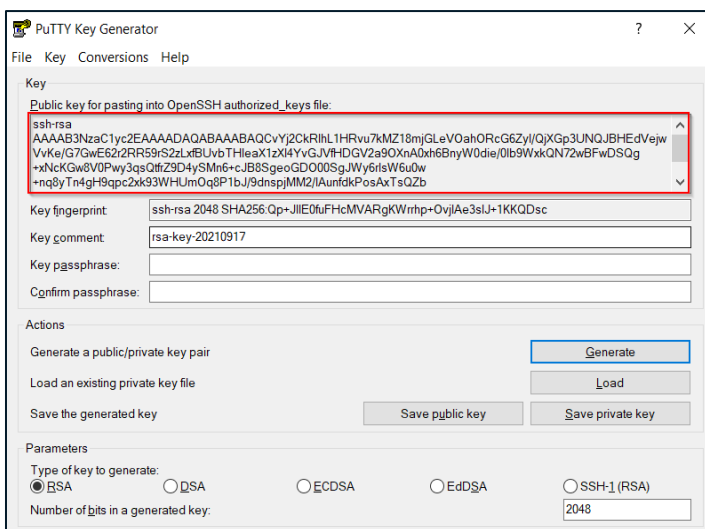 PuTTY Key Generator ? ×
File Key Conversions Help
Key
Public key for pasting into OpenSSH authorized_keys file:
ssh-rsa
AAAAB3NzaC1yc2EAAAADAQABAAABAQCvYj2CkRlhL1HRvu7kMZ18mjGLeVOahORcG6Zyl/QjXGp3UNQJBHEdVejw
VvKe/G7GwE62r2RR59rS2zLxfBUvbTHIeaX1zXl4YvGJVfHDGV2a9OXnA0xh6BnyW0die/0lb9WxkQN72wBFwDSQg
+xNcKGw8V0Pwy3qsQtfrZ9D4ySMn6+cJB8SgeoGDO00SgJWy6rlsW6u0w
+nq8yTn4gH9qpc2xk93WHUmOq8P1bJ/9dnspjMM2/lAunfdkPosAxTsQZb
Key fingerprint: ssh-rsa 2048 SHA256:Qp+JIlE0fuFHcMVARgKWrrhp+OvjlAe3slJ+1KKQDsc
Key comment: rsa-key-20210917
Key passphrase:
Confirm passphrase:
Actions
Generate a public/private key pair Generate
Load an existing private key file Load
Save the generated key Save public key Save private key
Parameters
Type of key to generate:
RSA DSA ECDSA EdDSA SSH-1 (RSA)
Number of bits in a generated key: 2048